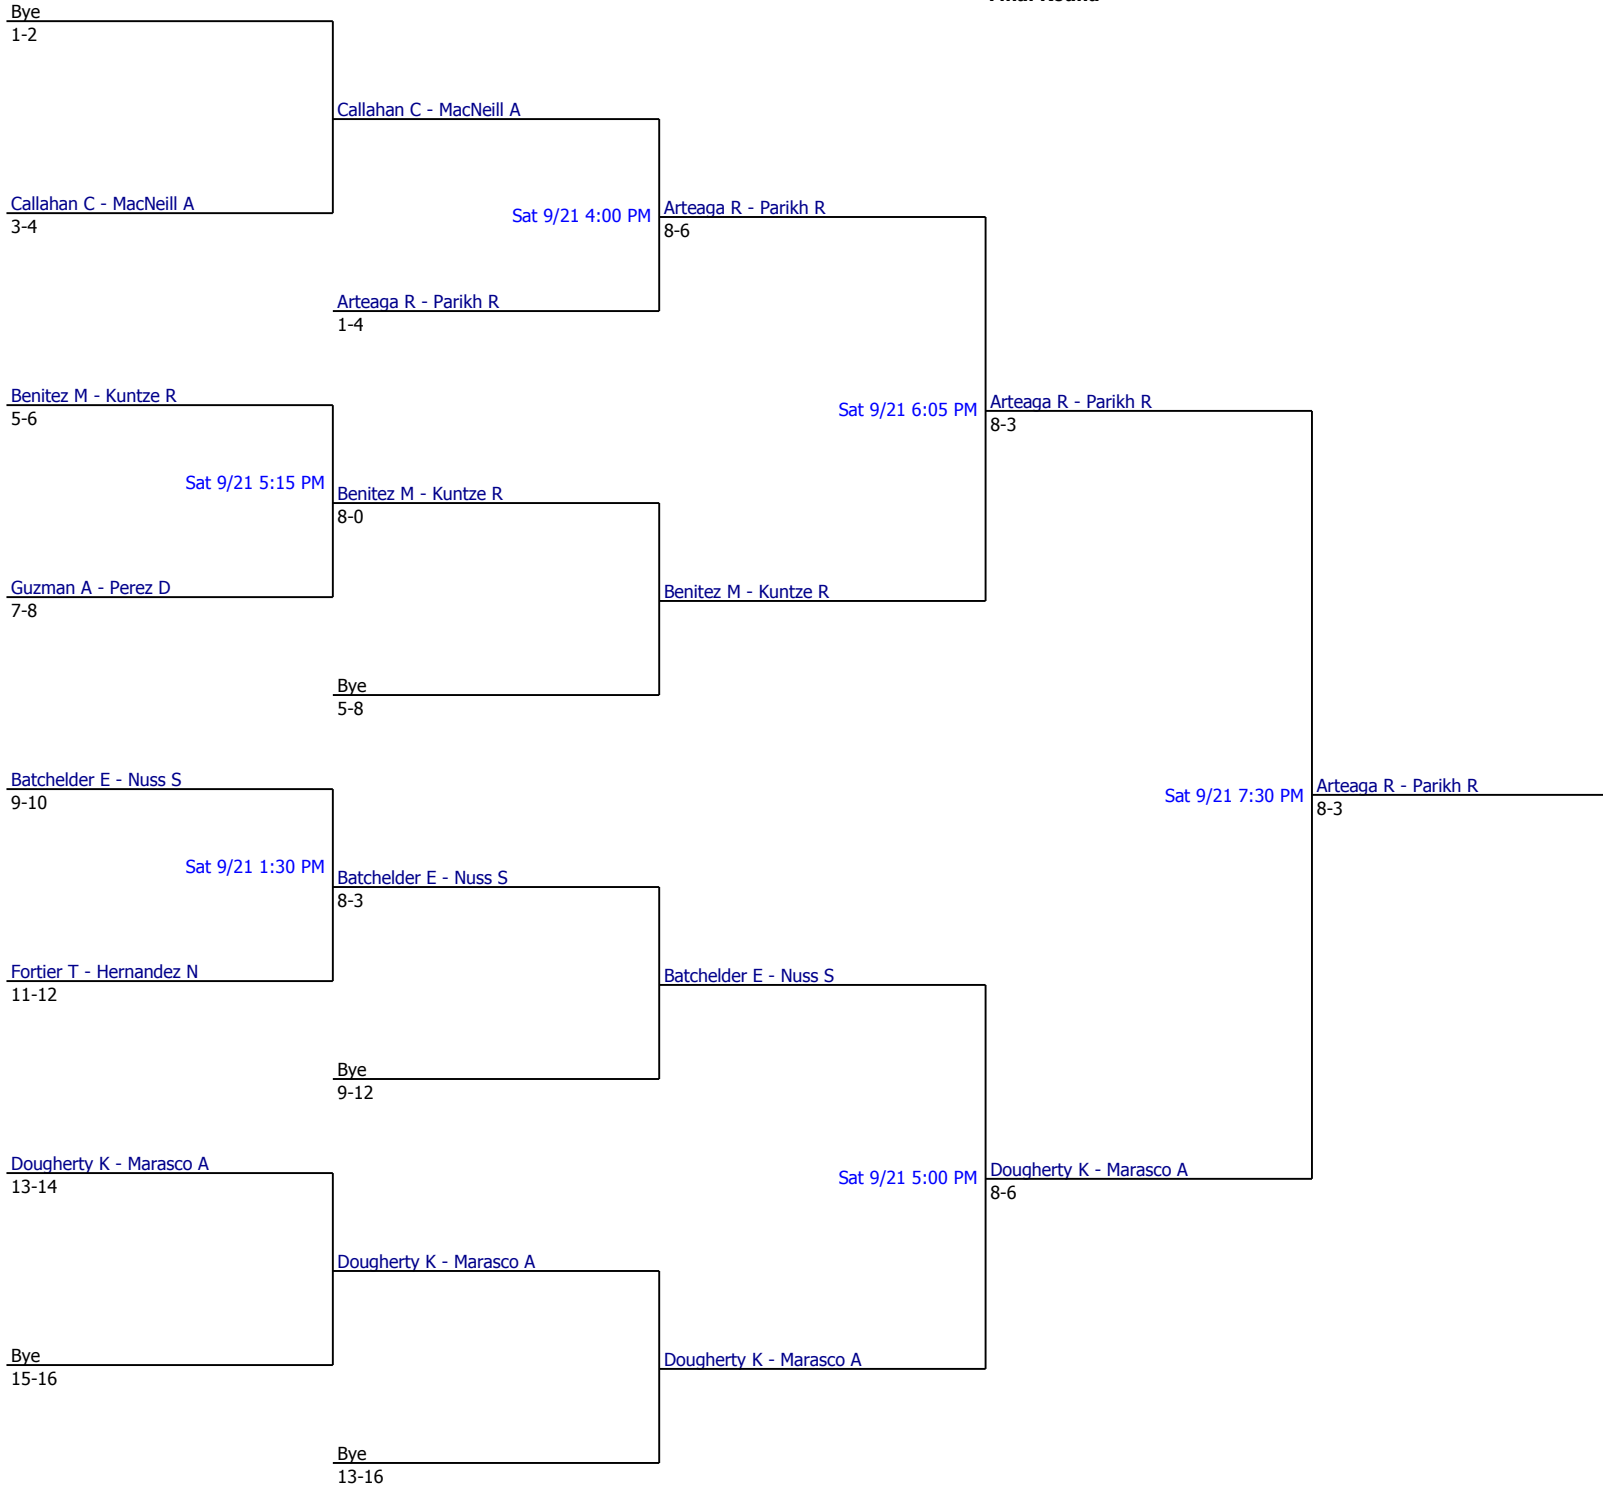 Final Round
Bye
1-2
Callahan C - MacNeill A
Callahan C - MacNeill A
3-4
Sat 9/21 4:00 PM
Arteaga R - Parikh R
8-6
Arteaga R - Parikh R
1-4
Benitez M - Kuntze R
5-6
Sat 9/21 6:05 PM
Arteaga R - Parikh R
8-3
Sat 9/21 5:15 PM
Benitez M - Kuntze R
8-0
Guzman A - Perez D
7-8
Benitez M - Kuntze R
Bye
5-8
Batchelder E - Nuss S
9-10
Sat 9/21 7:30 PM
Arteaga R - Parikh R
8-3
Sat 9/21 1:30 PM
Batchelder E - Nuss S
8-3
Fortier T - Hernandez N
11-12
Batchelder E - Nuss S
Bye
9-12
Dougherty K - Marasco A
13-14
Sat 9/21 5:00 PM
Dougherty K - Marasco A
8-6
Dougherty K - Marasco A
Bye
15-16
Dougherty K - Marasco A
Bye
13-16